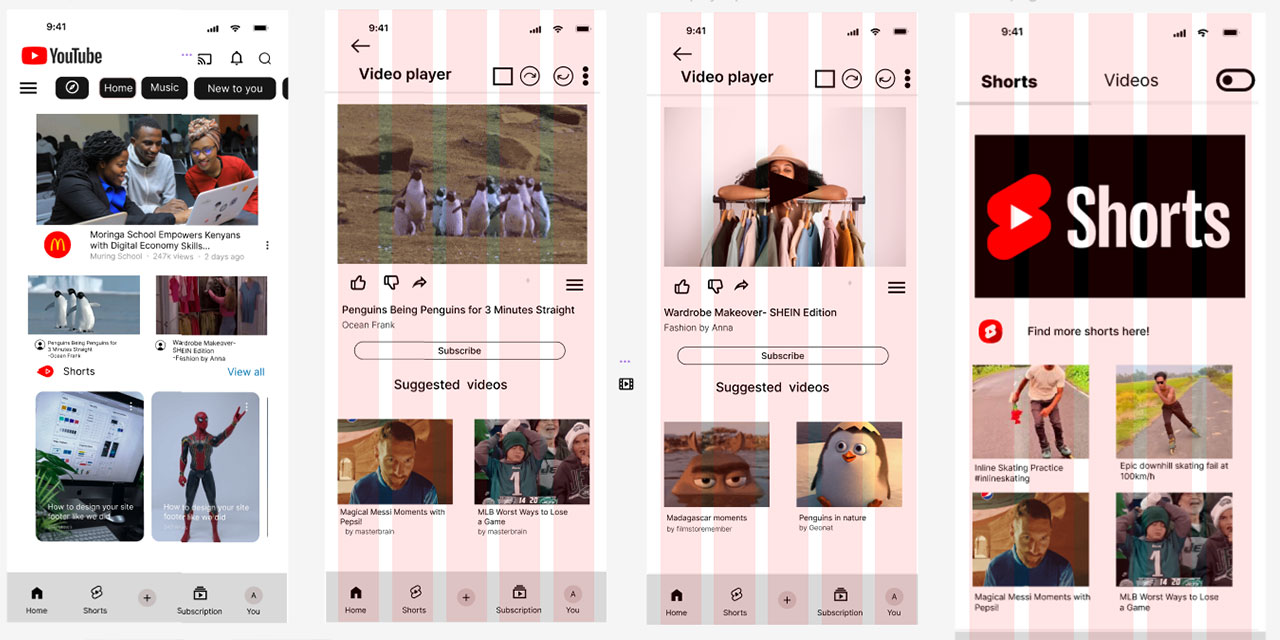 9:41
YouTube
Home
Music
New to you
Moringa School Empowers Kenyans
with Digital Economy Skills...
Muring School · 247k views · 2 days ago
Penguins Being Penguins for
3 Minutes Straight
-Ocean Frank
Wardrobe Makeover-
SHEIN Edition
-Fashion by Anna
Shorts
View all
How to design your site
footer like we did
How to design your site
footer like we did
Home
Shorts
+
Subscription
A
You
9:41
Video player
Penguins Being Penguins for 3 Minutes Straight
Ocean Frank
Subscribe
Suggested videos
1
14 20
Magical Messi Moments with
Pepsi!
by masterbrain
MLB Worst Ways to Lose
a Game
by masterbrain
Home
Shorts
+
Subscription
A
You
9:41
Video player
Wardrobe Makeover- SHEIN Edition
Fashion by Anna
Subscribe
Suggested videos
Madagascar moments
by filmstoremember
Penguins in nature
by Geonat
Home
Shorts
+
Subscription
A
You
9:41
Shorts
Videos
Shorts
Find more shorts here!
Inline Skating Practice
#inlineskating
Epic downhill skating fail at
100km/h
1
14 20
Magical Messi Moments with
Pepsi!
MLB Worst Ways to Lose
a Game